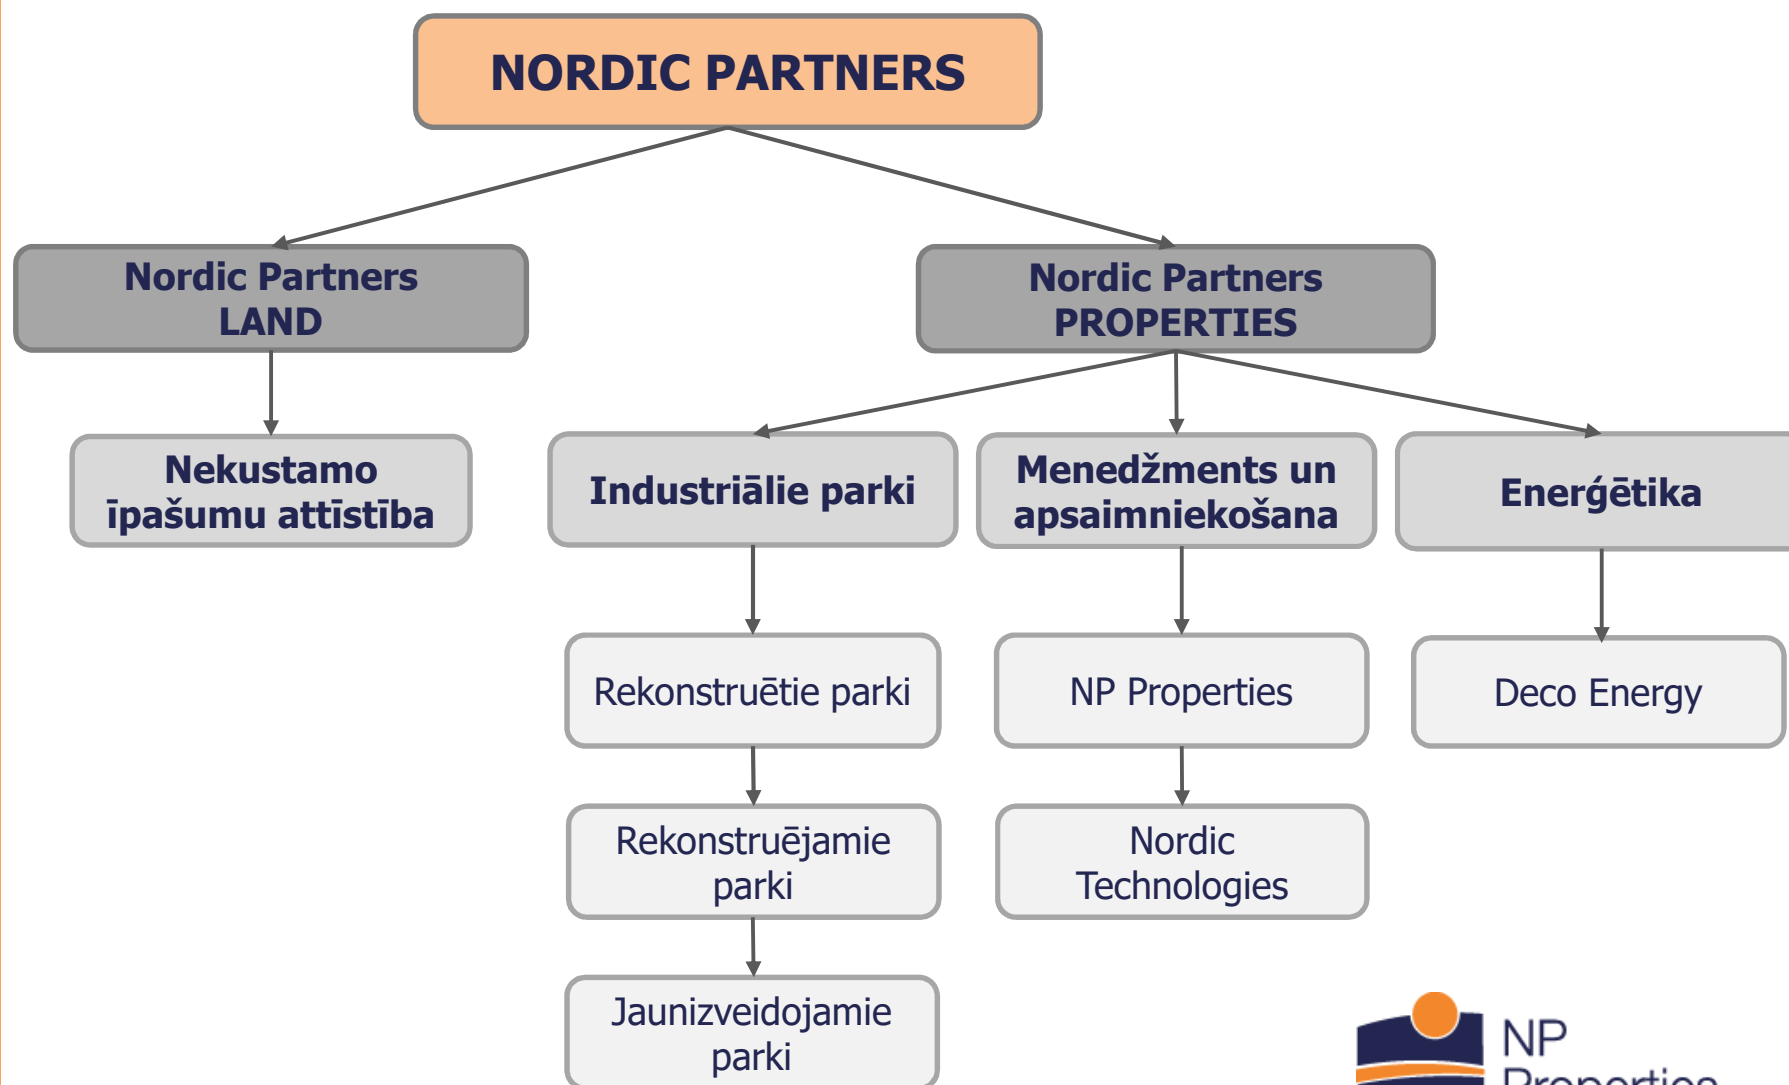 NORDIC PARTNERS
Nordic Partners
LAND
Nordic Partners
PROPERTIES
Nekustamo
īpašumu attīstība
Industriālie parki
Menedžments un
apsaimniekošana
Enerģētika
Rekonstruētie parki
NP Properties
Deco Energy
Rekonstruējamie
parki
Nordic
Technologies
Jaunizveidojamie
parki
NP
Properties